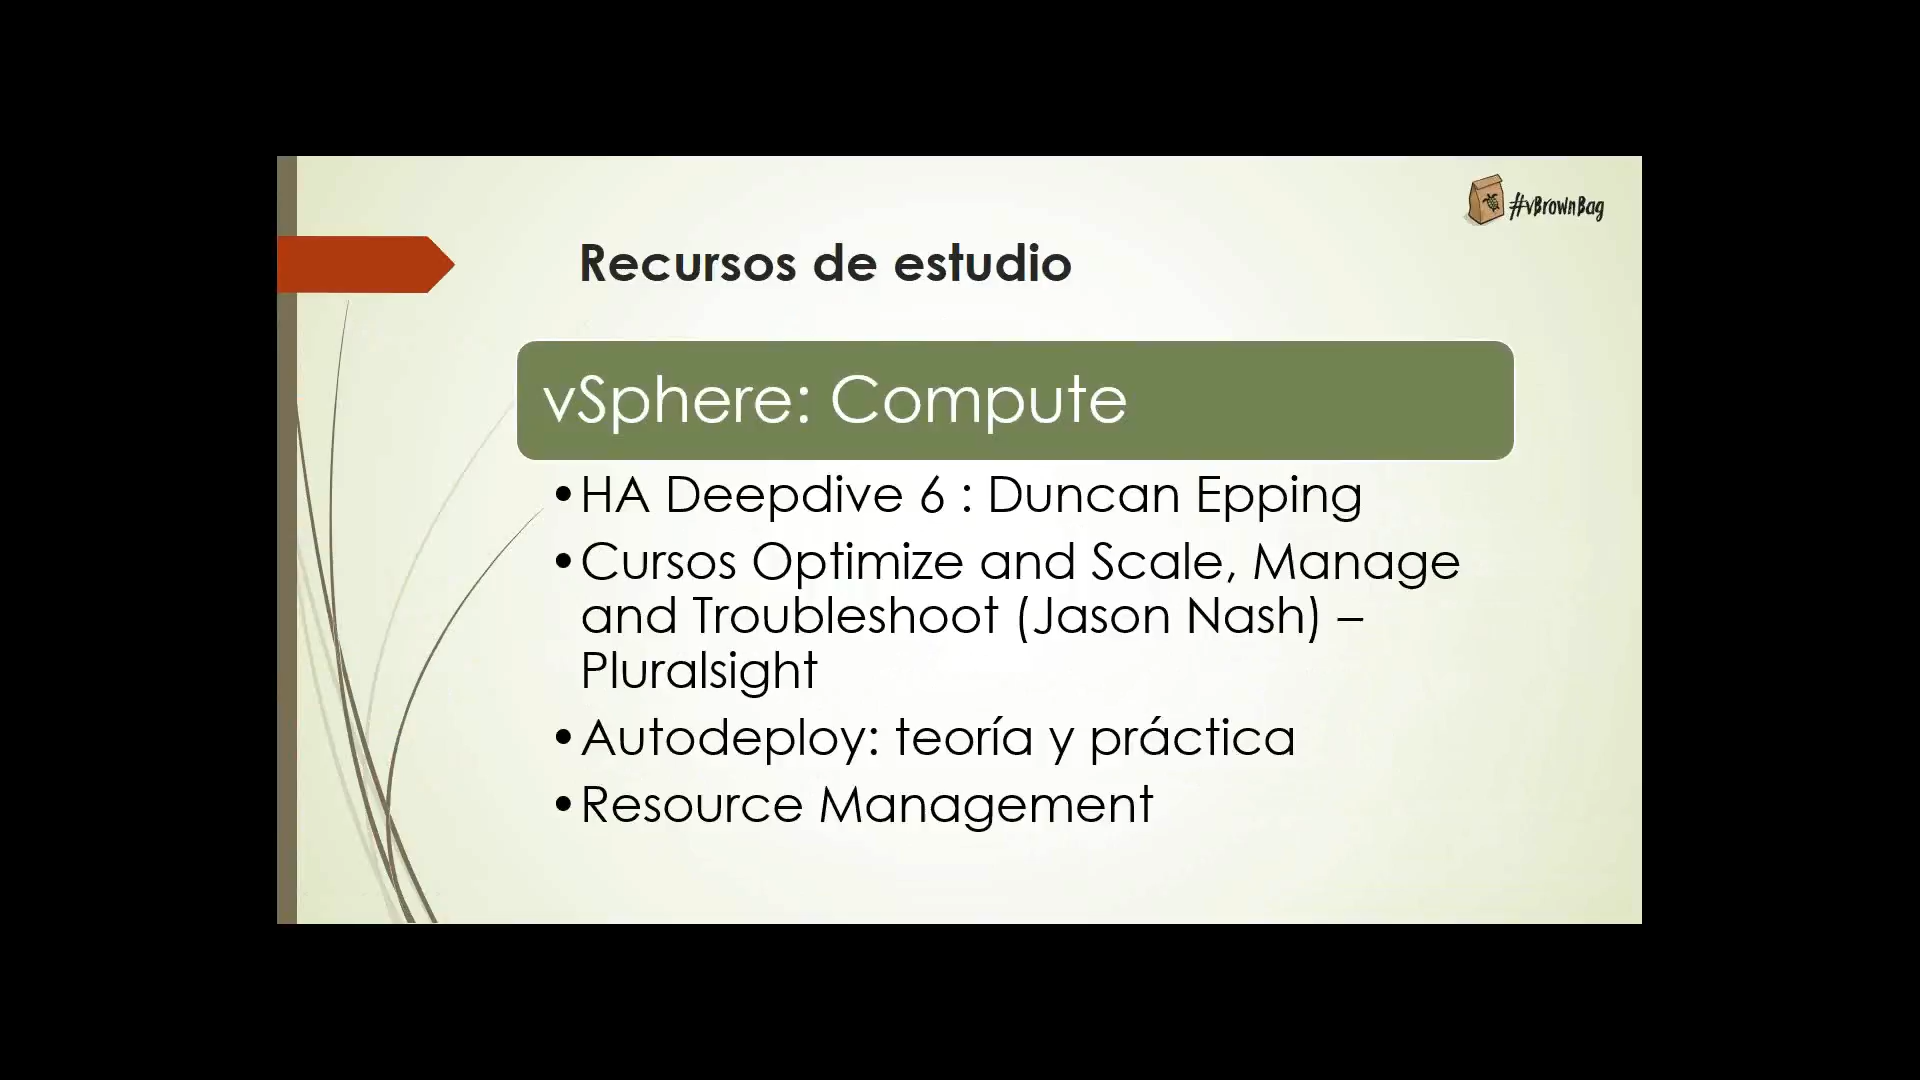 #vBrownBag
Recursos de estudio
vSphere: Compute
•HA Deepdive 6 : Duncan Epping
•Cursos Optimize and Scale, Manage
and Troubleshoot (Jason Nash) –
Pluralsight
•Autodeploy: teoría y práctica
•Resource Management